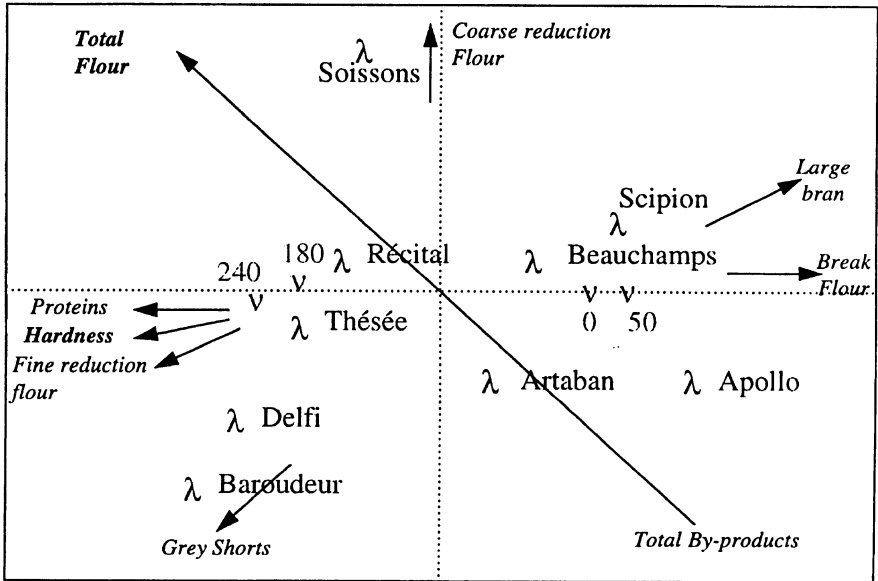 Total
Flour
Coarse reduction
Flour
λ
Soissons
Large
bran
Scipion
λ
λ Récital
λ Beauchamps
Break
Flour
240
ν
180
ν
ν
0
ν
50
Proteins
Hardness
Fine reduction
flour
λ Thésée
λ Artaban
λ Apollo
λ Delfi
λ Baroudeur
Grey Shorts
Total By-products